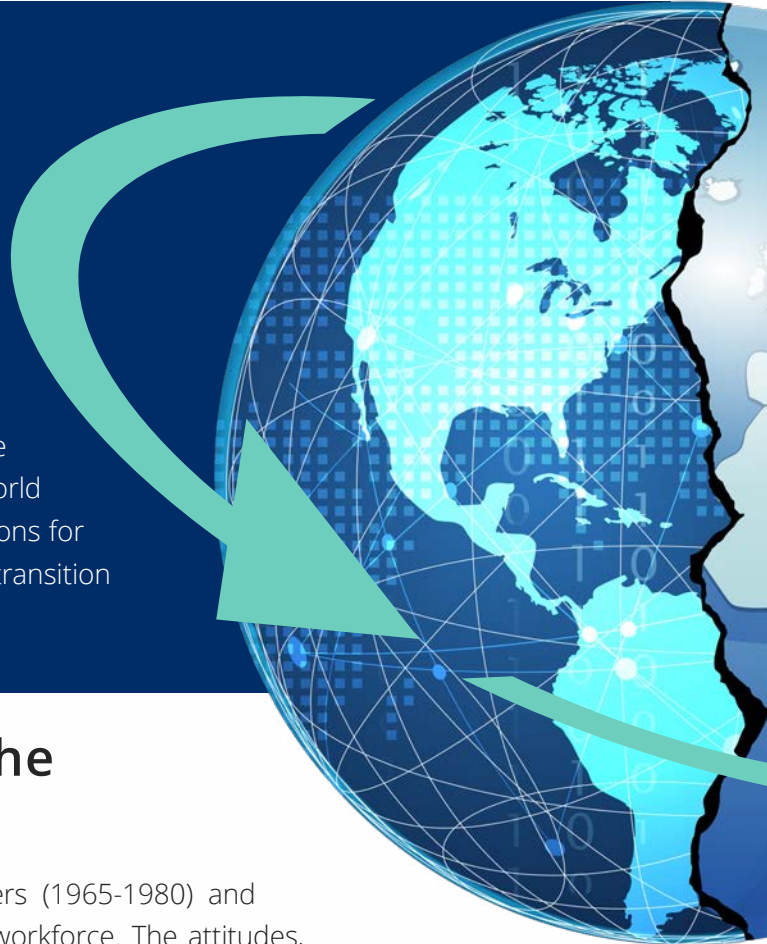 e
orld
ons for
transition
he
ers (1965-1980) and
workforce. The attitudes,